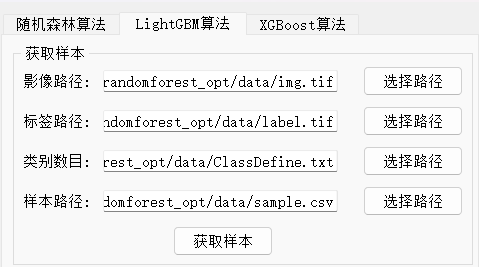 随机森林算法 LightGBM算法 XGBoost算法
获取样本
影像路径: randomforest_opt/data/img.tif 选择路径
标签路径: ndomforest_opt/data/label.tif 选择路径
类别数目: rest_opt/data/ClassDefine.txt 选择路径
样本路径: domforest_opt/data/sample.csv 选择路径
获取样本